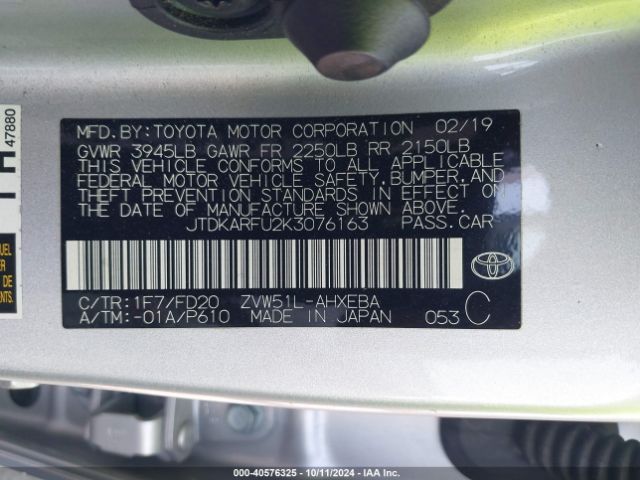 MFD.BY:TOYOTA MOTOR CORPORATION 02/19
GVWR 3945LB GAWR FR 2250LB RR 2150LB
THIS VEHICLE CONFORMS TO ALL APPLICABLE
FEDERAL MOTOR VEHICLE SAFETY, BUMPER, AND
THEFT PREVENTION STANDARDS IN EFFECT ON
THE DATE OF MANUFACTURE SHOWN ABOVE.
JTDKARFU2K3076163 PASS.CAR
C/TR:1F7/FD20 ZVW51L-AHXEBA
A/TM:-01A/P610 MADE IN JAPAN 053 C
TOYOTA
47880
000-40576325 | 10/11/2024 | IAA Inc.